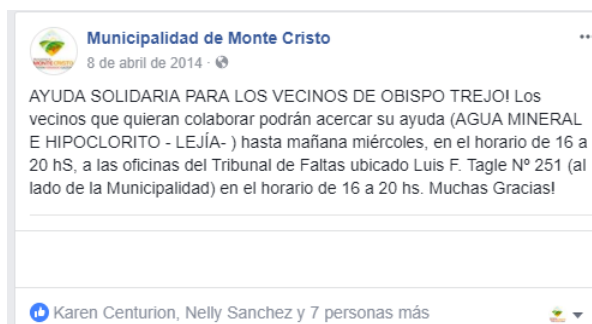 Municipalidad de Monte Cristo
8 de abril de 2014 ·
AYUDA SOLIDARIA PARA LOS VECINOS DE OBISPO TREJO! Los
vecinos que quieran colaborar podrán acercar su ayuda (AGUA MINERAL
E HIPOCLORITO - LEJÍA- ) hasta mañana miércoles, en el horario de 16 a
20 hS, a las oficinas del Tribunal de Faltas ubicado Luis F. Tagle Nº 251 (al
lado de la Municipalidad) en el horario de 16 a 20 hs. Muchas Gracias!
Karen Centurion, Nelly Sanchez y 7 personas más